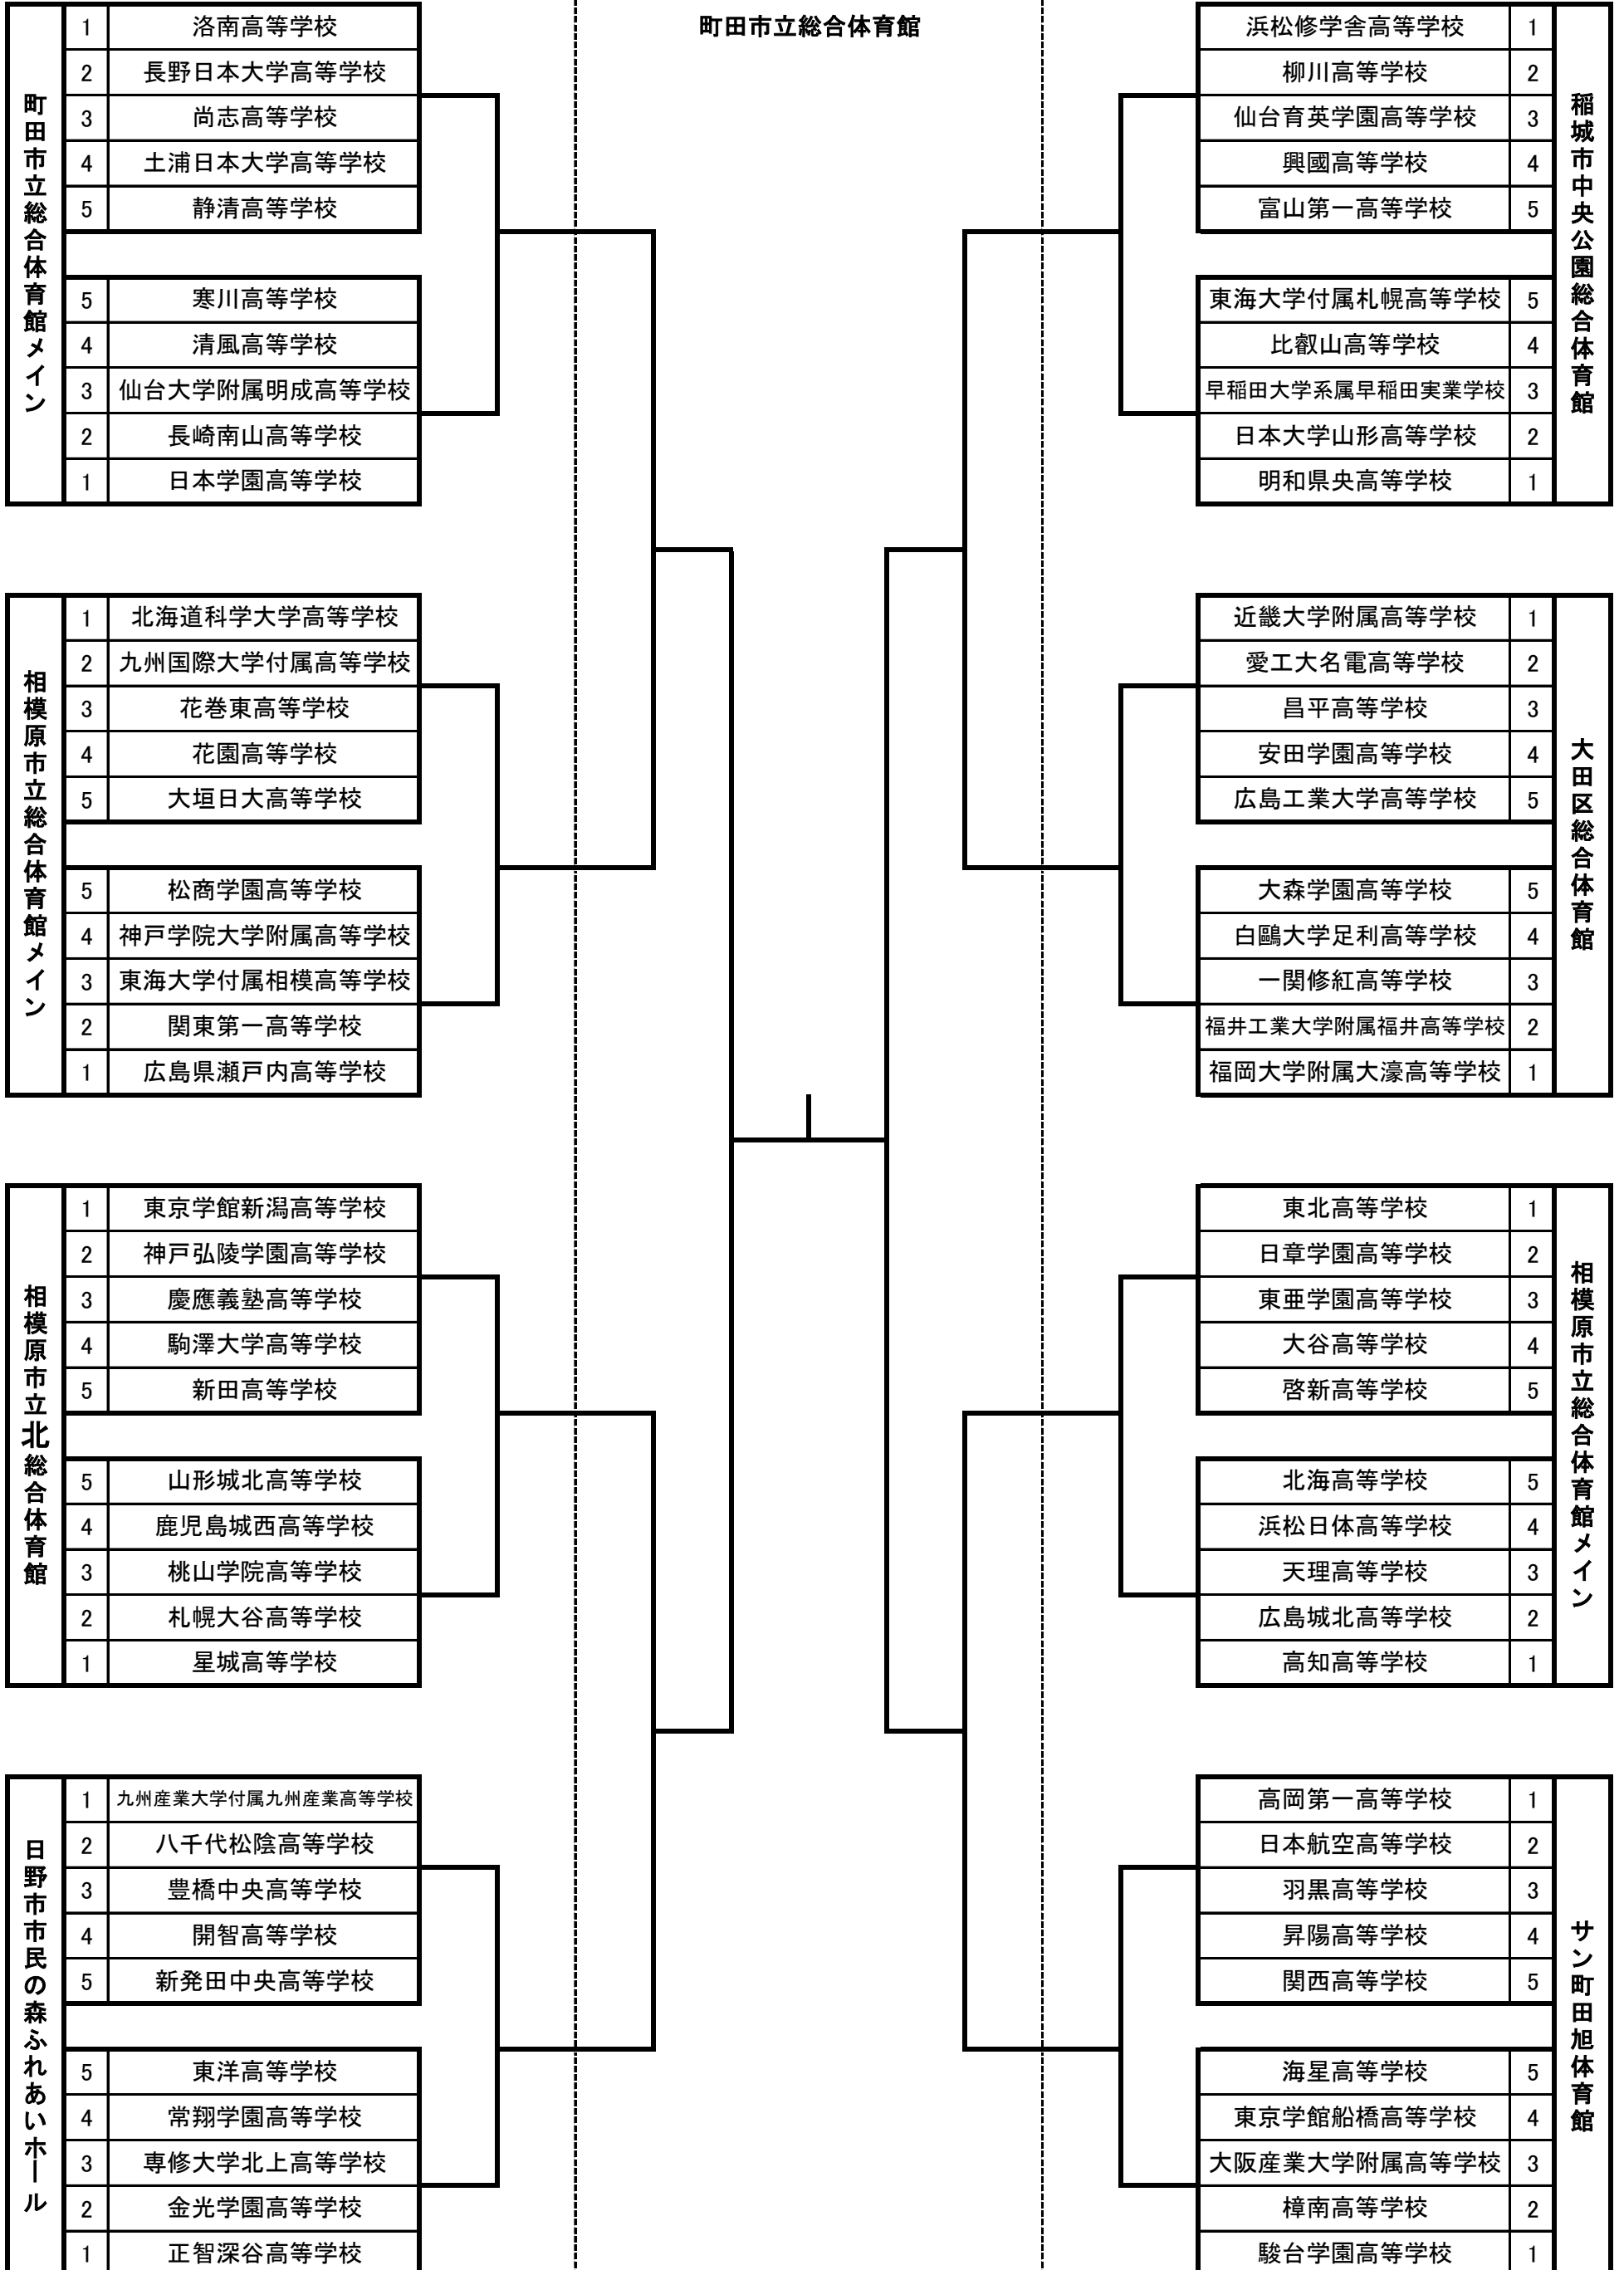 町田市立総合体育館
町田市立総合体育館メイン
1 洛南高等学校
2 長野日本大学高等学校
3 尚志高等学校
4 土浦日本大学高等学校
5 静清高等学校
5 寒川高等学校
4 清風高等学校
3 仙台大学附属明成高等学校
2 長崎南山高等学校
1 日本学園高等学校
相模原市立総合体育館メイン
1 北海道科学大学高等学校
2 九州国際大学付属高等学校
3 花巻東高等学校
4 花園高等学校
5 大垣日大高等学校
5 松商学園高等学校
4 神戸学院大学附属高等学校
3 東海大学付属相模高等学校
2 関東第一高等学校
1 広島県瀬戸内高等学校
相模原市立北総合体育館
1 東京学館新潟高等学校
2 神戸弘陵学園高等学校
3 慶應義塾高等学校
4 駒澤大学高等学校
5 新田高等学校
5 山形城北高等学校
4 鹿児島城西高等学校
3 桃山学院高等学校
2 札幌大谷高等学校
1 星城高等学校
日野市市民の森ふれあいホール
1 九州産業大学付属九州産業高等学校
2 八千代松陰高等学校
3 豊橋中央高等学校
4 開智高等学校
5 新発田中央高等学校
5 東洋高等学校
4 常翔学園高等学校
3 専修大学北上高等学校
2 金光学園高等学校
1 正智深谷高等学校
浜松修学舎高等学校 1
柳川高等学校 2
仙台育英学園高等学校 3
興國高等学校 4
富山第一高等学校 5
東海大学付属札幌高等学校 5
比叡山高等学校 4
早稲田大学系属早稲田実業学校 3
日本大学山形高等学校 2
明和県央高等学校 1
稲城市中央公園総合体育館
近畿大学附属高等学校 1
愛工大名電高等学校 2
昌平高等学校 3
安田学園高等学校 4
広島工業大学高等学校 5
大森学園高等学校 5
白鷗大学足利高等学校 4
一関修紅高等学校 3
福井工業大学附属福井高等学校 2
福岡大学附属大濠高等学校 1
大田区総合体育館
東北高等学校 1
日章学園高等学校 2
東亜学園高等学校 3
大谷高等学校 4
啓新高等学校 5
北海高等学校 5
浜松日体高等学校 4
天理高等学校 3
広島城北高等学校 2
高知高等学校 1
相模原市立総合体育館メイン
高岡第一高等学校 1
日本航空高等学校 2
羽黒高等学校 3
昇陽高等学校 4
関西高等学校 5
海星高等学校 5
東京学館船橋高等学校 4
大阪産業大学附属高等学校 3
樟南高等学校 2
駿台学園高等学校 1
サン町田旭体育館